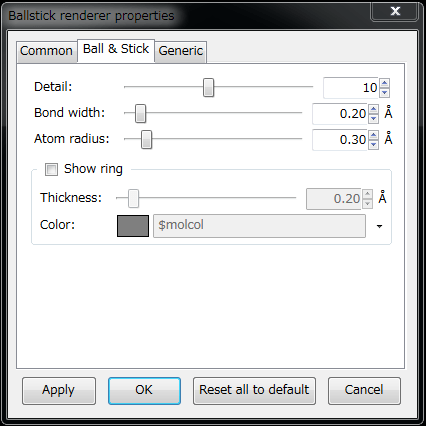 Ballstick renderer properties
Common Ball & Stick Generic
Detail: 10
Bond width: 0.20 Å
Atom radius: 0.30 Å
Show ring
Thickness: 0.20 Å
Color: $molcol
Apply OK Reset all to default Cancel